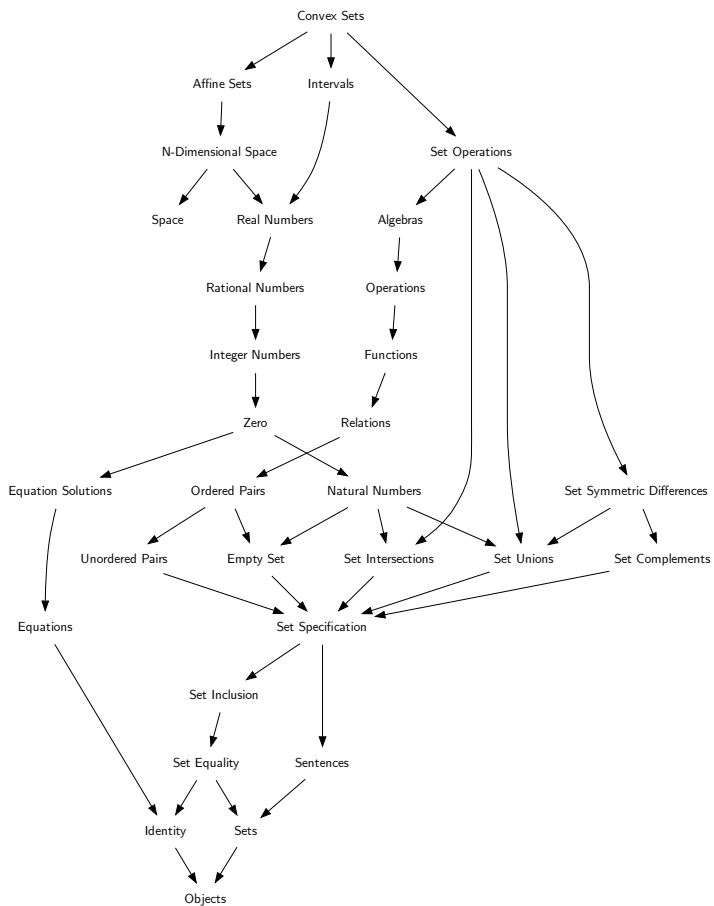 Convex Sets
Affine Sets
Intervals
N-Dimensional Space
Set Operations
Space
Real Numbers
Algebras
Rational Numbers
Operations
Integer Numbers
Functions
Zero
Relations
Equation Solutions
Ordered Pairs
Natural Numbers
Set Symmetric Differences
Unordered Pairs
Empty Set
Set Intersections
Set Unions
Set Complements
Equations
Set Specification
Set Inclusion
Set Equality
Sentences
Identity
Sets
Objects